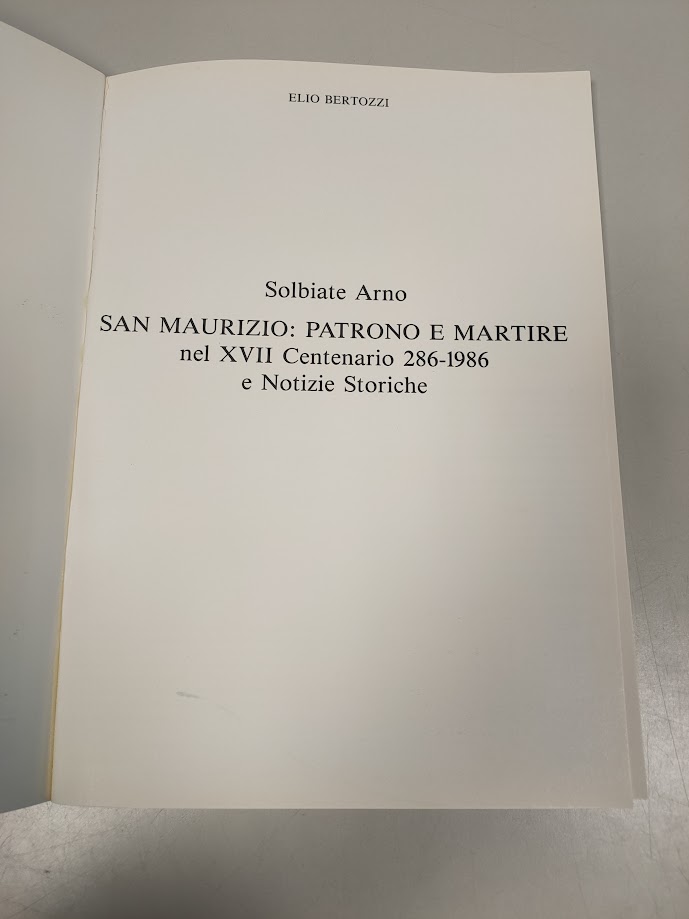 ELIO BERTOZZI
Solbiate Arno
SAN MAURIZIO: PATRONO E MARTIRE
nel XVII Centenario 286-1986
e Notizie Storiche